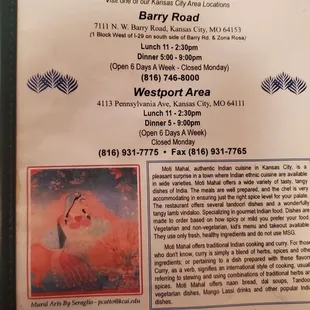 Visit one of our Kansas City Area Locations
Barry Road
7111 N. W. Barry Road, Kansas City, MO 64153
(1 Block West of I-29 on south side of Barry Rd. & Zona Rosa)
Lunch 11 - 2:30pm
Dinner 5:00 - 9:00pm
(Open 6 Days A Week - Closed Monday)
(816) 746-8000
Westport Area
4113 Pennsylvania Ave, Kansas City, MO 64111
Lunch 11 - 2:30pm
Dinner 5 - 9:00pm
(Open 6 Days A Week)
Closed Monday
(816) 931-7775 • Fax (816) 931-7765
Moti Mahal, authentic Indian cuisine in Kansas City, is a
pleasant surprise in a town where Indian ethnic cuisine are available
in wide varieties. Moti Mahal offers a wide variety of tasty, tangy
dishes of India. The meals are well prepared, and the chef is very
accommodating in ensuring just the right spice level for your palate.
The restaurant offers several tandoori dishes and a wonderfully
tangy lamb vindaloo. Specializing in gourmet Indian food. Dishes are
made to order based on how spicy or mild you prefer your food.
Vegetarian and non-vegetarian, kid's menu and takeout available.
They use only fresh, healthy ingredients and do not use MSG.
Moti Mahal offers traditional Indian cooking and curry. For those
who don't know, curry is simply a blend of herbs, spices and other
ingredients; or pertaining to a dish prepared with these flavors.
Curry, as a verb, signifies an international style of cooking, usually
referring to using or combining traditional herbs and spices.
Moti Mahal offers naan bread, dal soups, Tandoor
vegetarian dishes, Mango Lassi drinks and other popular Indian
dishes.
Mural Arts By Seraglio - pcatto@kcai.edu